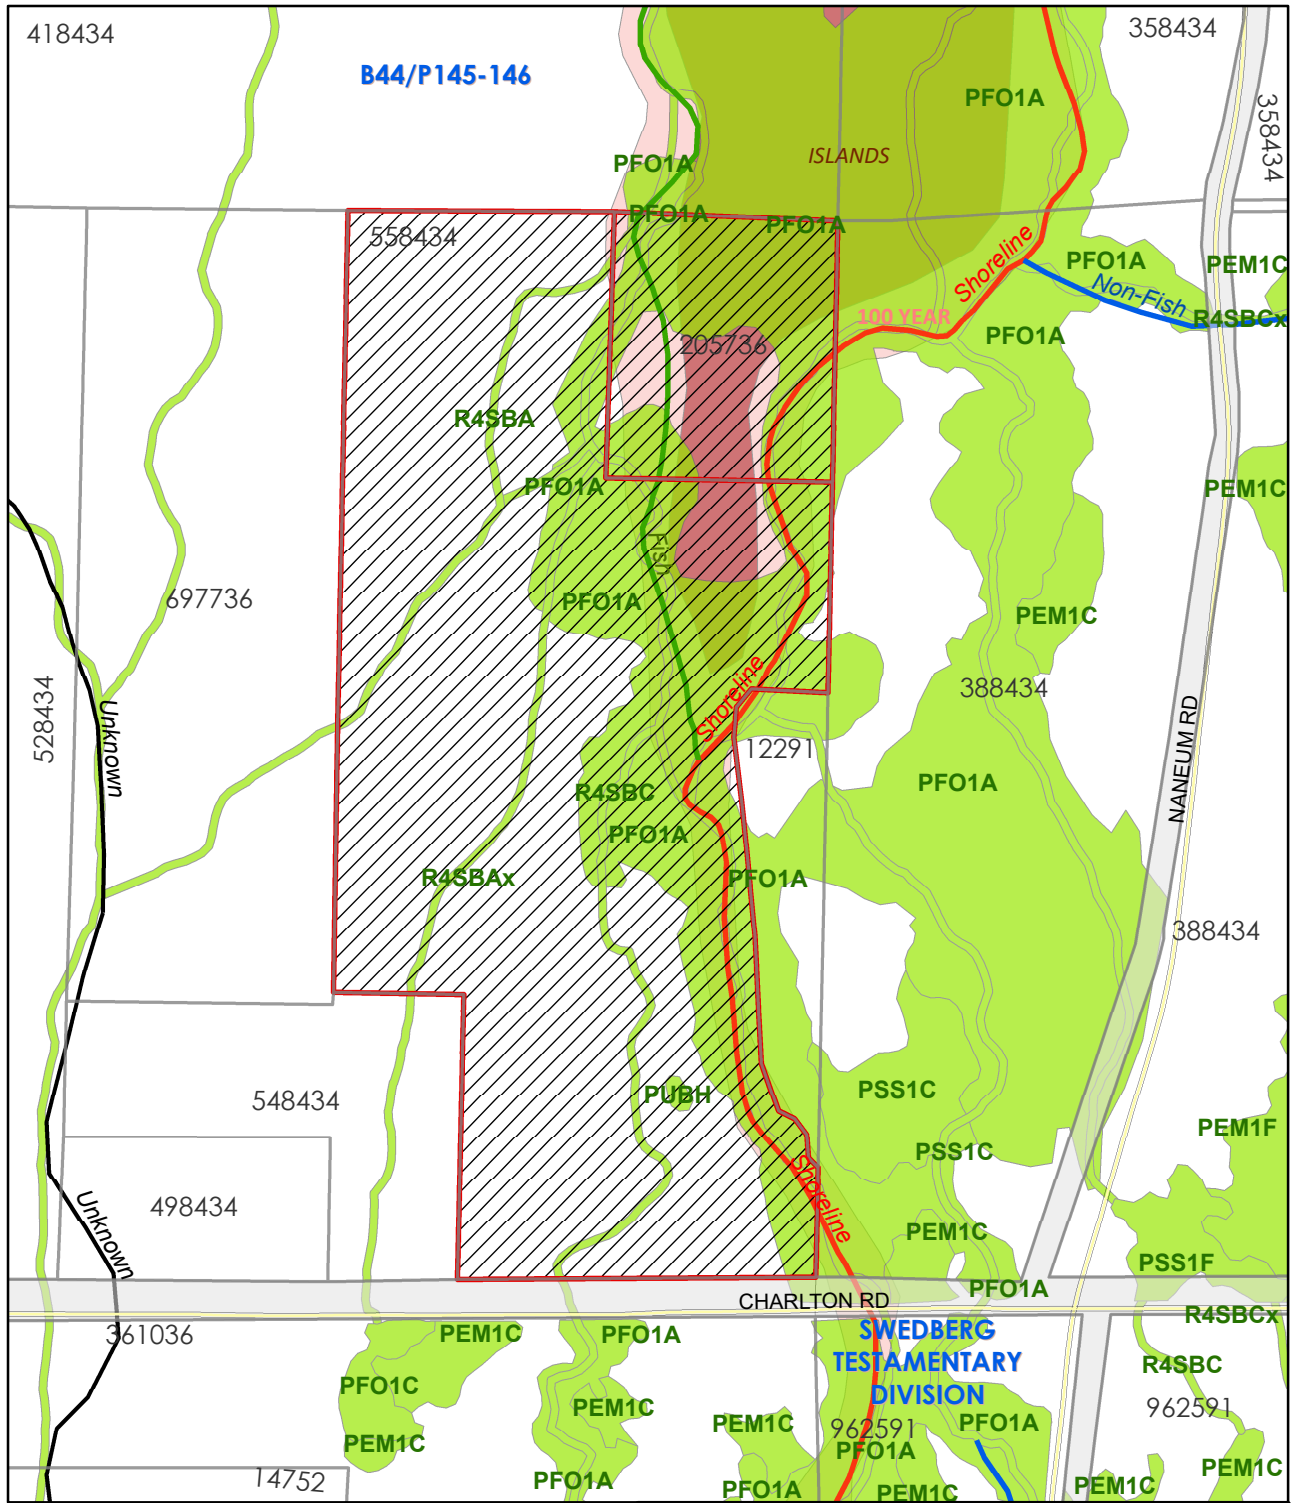 418434
358434
B44/P145-146
PFO1A
358434
ISLANDS
PFO1A
PFO1A
PFO1A
558434
Shoreline
PFO1A
PEM1C
Non-Fish
100 YEAR
R4SBCx
PFO1A
205736
R4SBA
PFO1A
PEM1C
Fish
697736
PFO1A
PEM1C
528434
Unknown
Shoreline
388434
NANEUM RD
12291
R4SBC
PFO1A
PFO1A
R4SBAx
PFO1A
388434
548434
PUBH
PSS1C
PEM1F
PSS1C
498434
Unknown
Shoreline
PEM1C
PSS1F
PFO1A
CHARLTON RD
R4SBCx
361036
PEM1C
PFO1A
SWEDBERG
TESTAMENTARY
DIVISION
R4SBC
PFO1C
PEM1C
962591
PEM1C
PFO1A
962591
PEM1C
PFO1A
14752
PFO1A
PFO1A
PEM1C
PEM1C
PEM1C